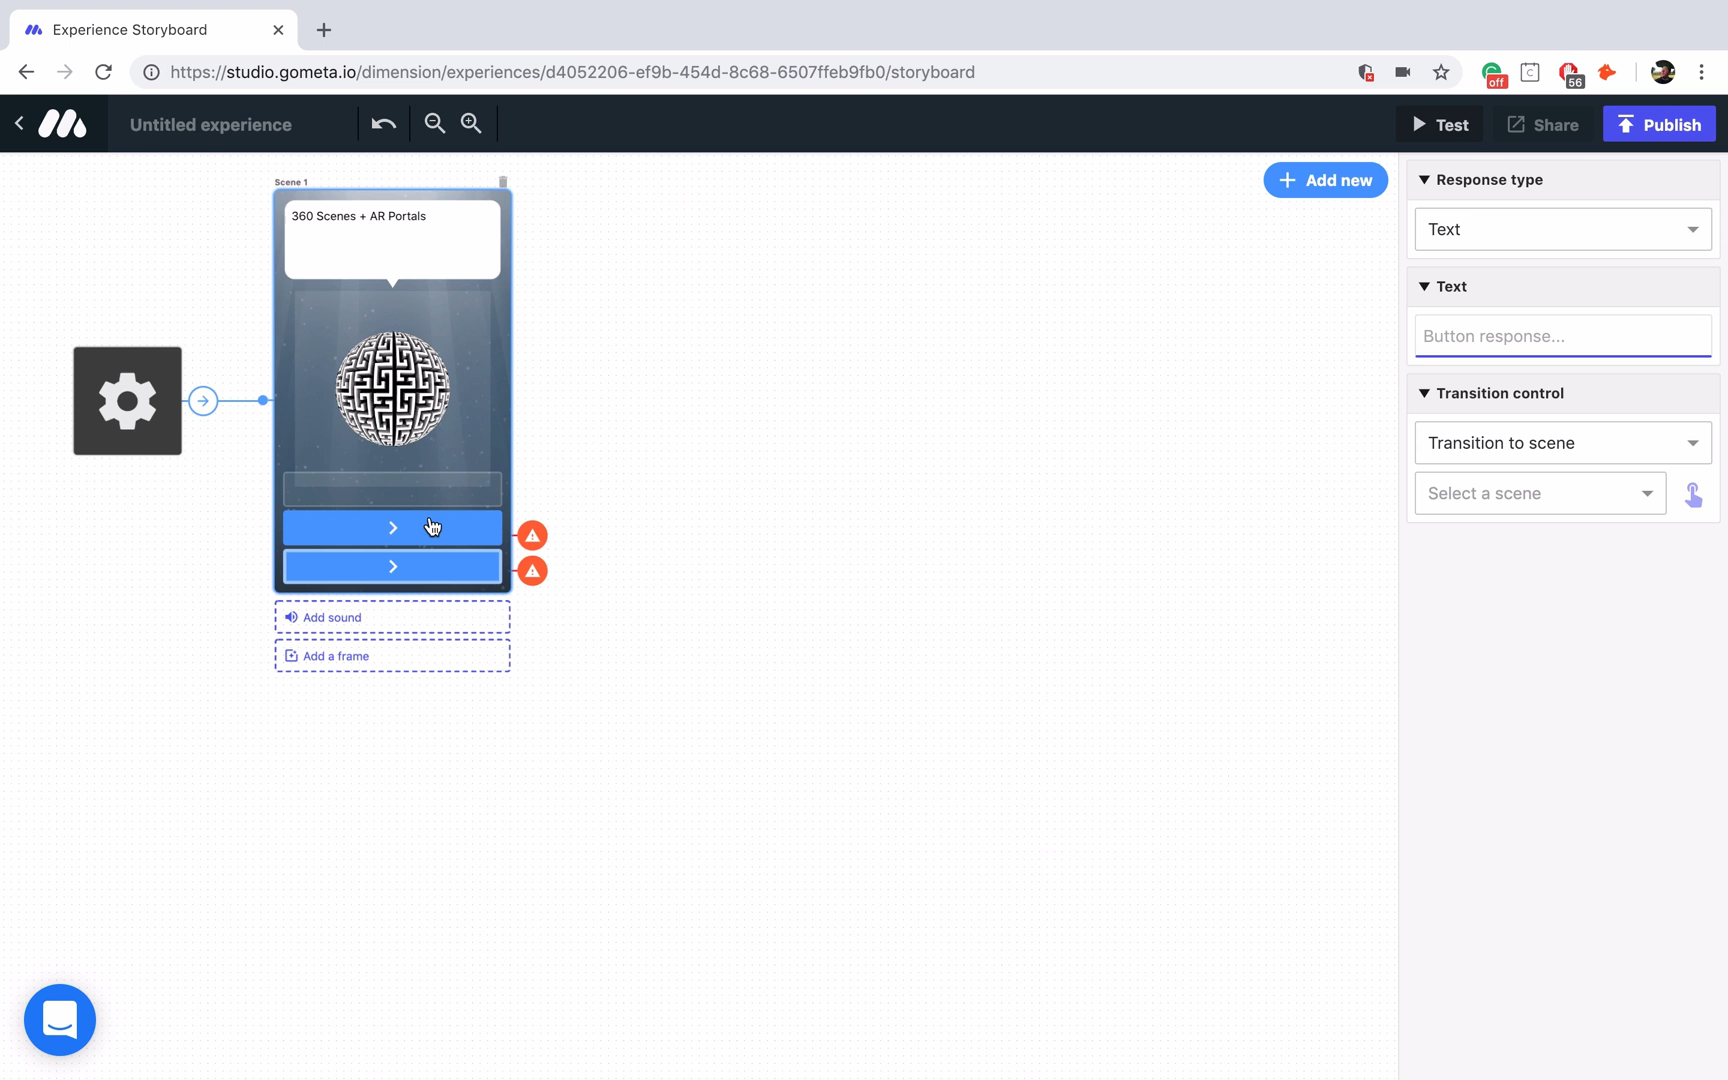 Experience Storyboard
https://studio.gometa.io/dimension/experiences/d4052206-ef9b-454d-8c68-6507ffeb9fb0/storyboard
off
C
56
Untitled experience
Test
Share
Publish
Scene 1
Add new
360 Scenes + AR Portals
Add sound
Add a frame
Response type
Text
Text
Button response...
Transition control
Transition to scene
Select a scene